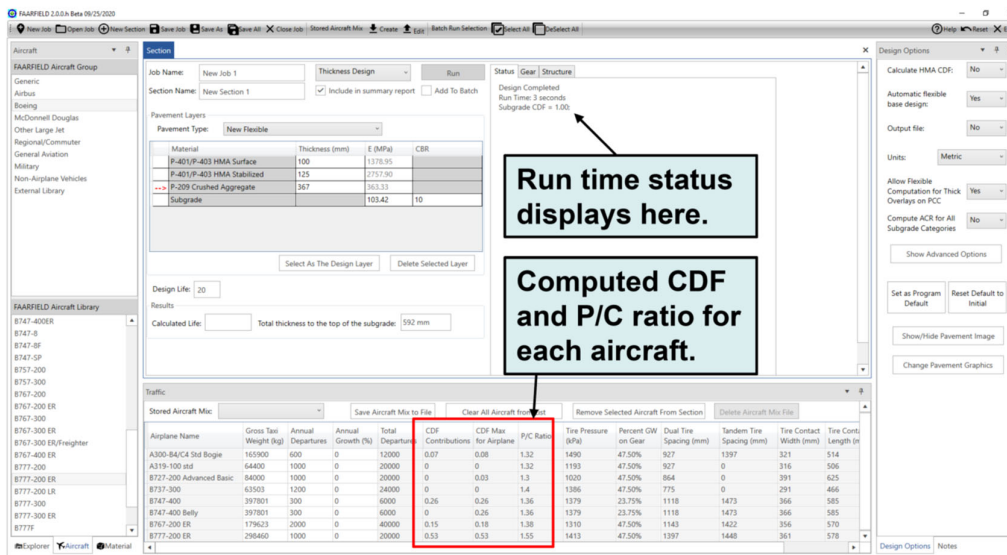 FAARFIELD 2.0.0.h Beta 09/25/2020
New Job Open Job New Section Save Job Save As Save All Close Job Stored Aircraft Mix Create Edit Batch Run Selection Select All DeSelect All Help Reset
Aircraft
FAARFIELD Aircraft Group
Generic
Airbus
Boeing
McDonnell Douglas
Other Large Jet
Regional/Commuter
General Aviation
Military
Non-Airplane Vehicles
External Library
FAARFIELD Aircraft Library
B747-400ER
B747-8
B747-8F
B747-SP
B757-200
B757-300
B767-200
B767-200 ER
B767-300
B767-300 ER
B767-300 ER/Freighter
B767-400 ER
B777-200
B777-200 ER
B777-200 LR
B777-300
B777-300 ER
B777F
Explorer Aircraft Material
Section
Job Name: New Job 1 Thickness Design Run
Section Name: New Section 1 Include in summary report Add To Batch
Pavement Layers
Pavement Type: New Flexible
Material Thickness (mm) E (MPa) CBR
P-401/P-403 HMA Surface 100 1378.95
P-401/P-403 HMA Stabilized 125 2757.90
--> P-209 Crushed Aggregate 367 363.33
Subgrade 103.42 10
Select As The Design Layer Delete Selected Layer
Design Life: 20
Results
Calculated Life: Total thickness to the top of the subgrade: 592 mm
Status Gear Structure
Design Completed
Run Time: 3 seconds
Subgrade CDF = 1.00;
Run time status
displays here.
Computed CDF
and P/C ratio for
each aircraft.
Traffic
Stored Aircraft Mix: Save Aircraft Mix to File Clear All Aircraft from List Remove Selected Aircraft From Section Delete Aircraft Mix File
Airplane Name Gross Taxi Weight (kg) Annual Departures Annual Growth (%) Total Departures CDF Contributions CDF Max for Airplane P/C Ratio Tire Pressure (kPa) Percent GW on Gear Dual Tire Spacing (mm) Tandem Tire Spacing (mm) Tire Contact Width (mm) Tire Conta Length (m
A300-B4/C4 Std Bogie 165900 600 0 12000 0.07 0.08 1.32 1490 47.50% 927 1397 321 514
A319-100 std 64400 1000 0 20000 0 0 1.32 1193 47.50% 927 0 316 506
B727-200 Advanced Basic 84000 1000 0 20000 0 0.03 1.3 1020 47.50% 864 0 391 625
B737-300 63503 1200 0 24000 0 0 1.4 1386 47.50% 775 0 291 466
B747-400 397801 300 0 6000 0.26 0.26 1.36 1379 23.75% 1118 1473 366 585
B747-400 Belly 397801 300 0 6000 0 0.26 1.36 1379 23.75% 1118 1473 366 585
B767-200 ER 179623 2000 0 40000 0.15 0.18 1.38 1310 47.50% 1143 1422 356 570
B777-200 ER 298460 1000 0 20000 0.53 0.53 1.55 1413 47.50% 1397 1448 361 578
Design Options
Calculate HMA CDF: No
Automatic flexible
base design: Yes
Output file: No
Units: Metric
Allow Flexible
Computation for Thick Yes
Overlays on PCC
Compute ACR for All No
Subgrade Categories
Show Advanced Options
Set as Program Reset Default to
Default Initial
Show/Hide Pavement Image
Change Pavement Graphics
Design Options Notes